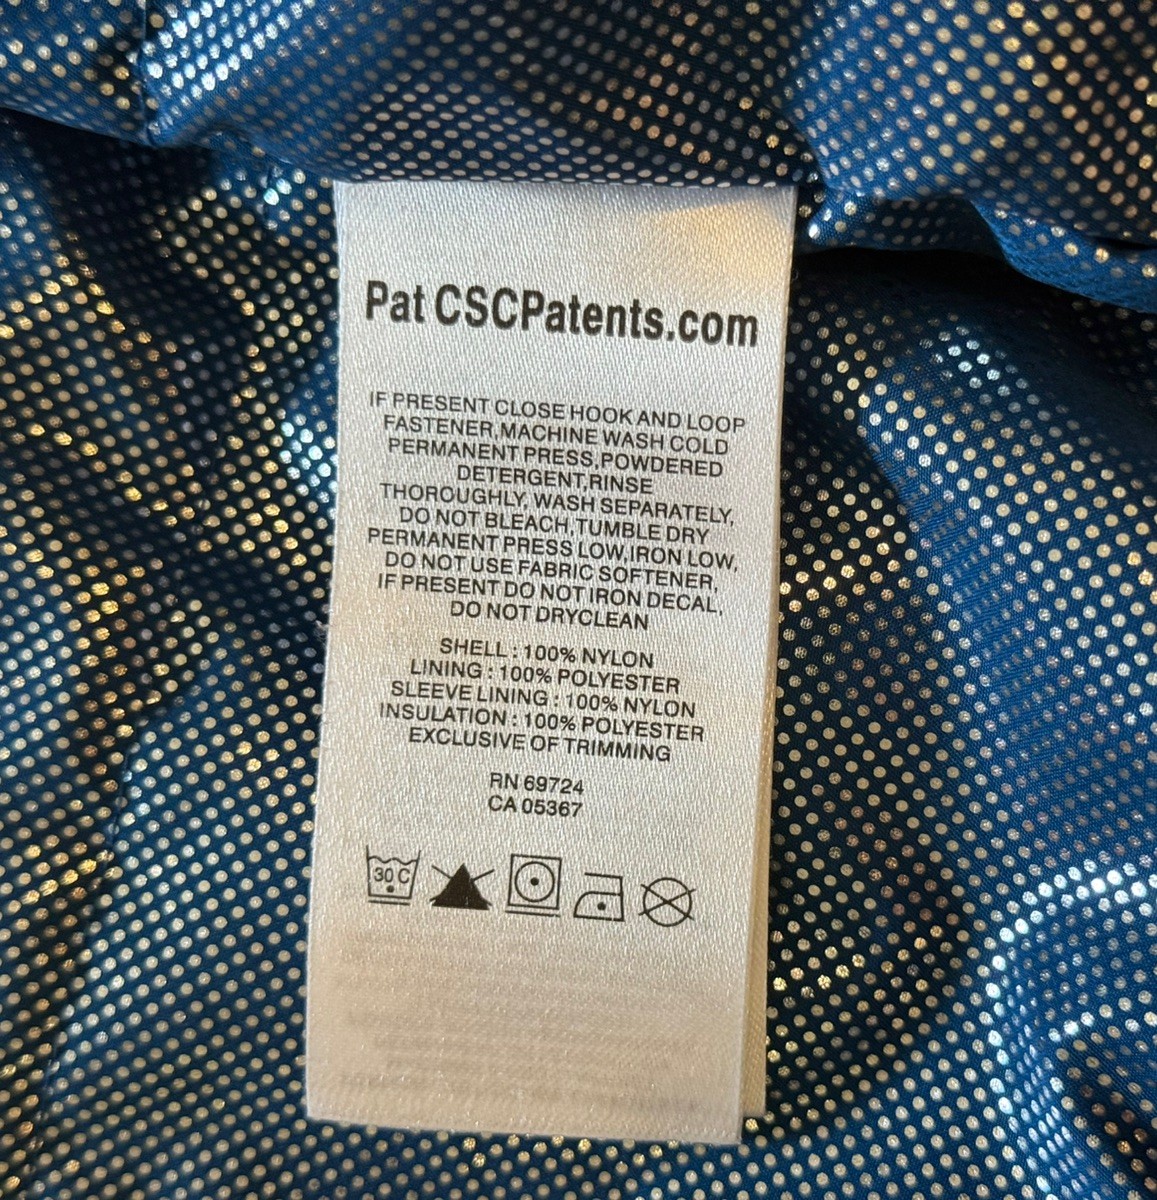 Pat CSCPatents.com
IF PRESENT CLOSE HOOK AND LOOP
FASTENER,MACHINE WASH COLD
PERMANENT PRESS,POWDERED
DETERGENT,RINSE
THOROUGHLY, WASH SEPARATELY,
DO NOT BLEACH,TUMBLE DRY
PERMANENT PRESS LOW,IRON LOW,
DO NOT USE FABRIC SOFTENER,
IF PRESENT DO NOT IRON DECAL,
DO NOT DRYCLEAN
SHELL : 100% NYLON
LINING : 100% POLYESTER
SLEEVE LINING : 100% NYLON
INSULATION : 100% POLYESTER
EXCLUSIVE OF TRIMMING
RN 69724
CA 05367
30 C